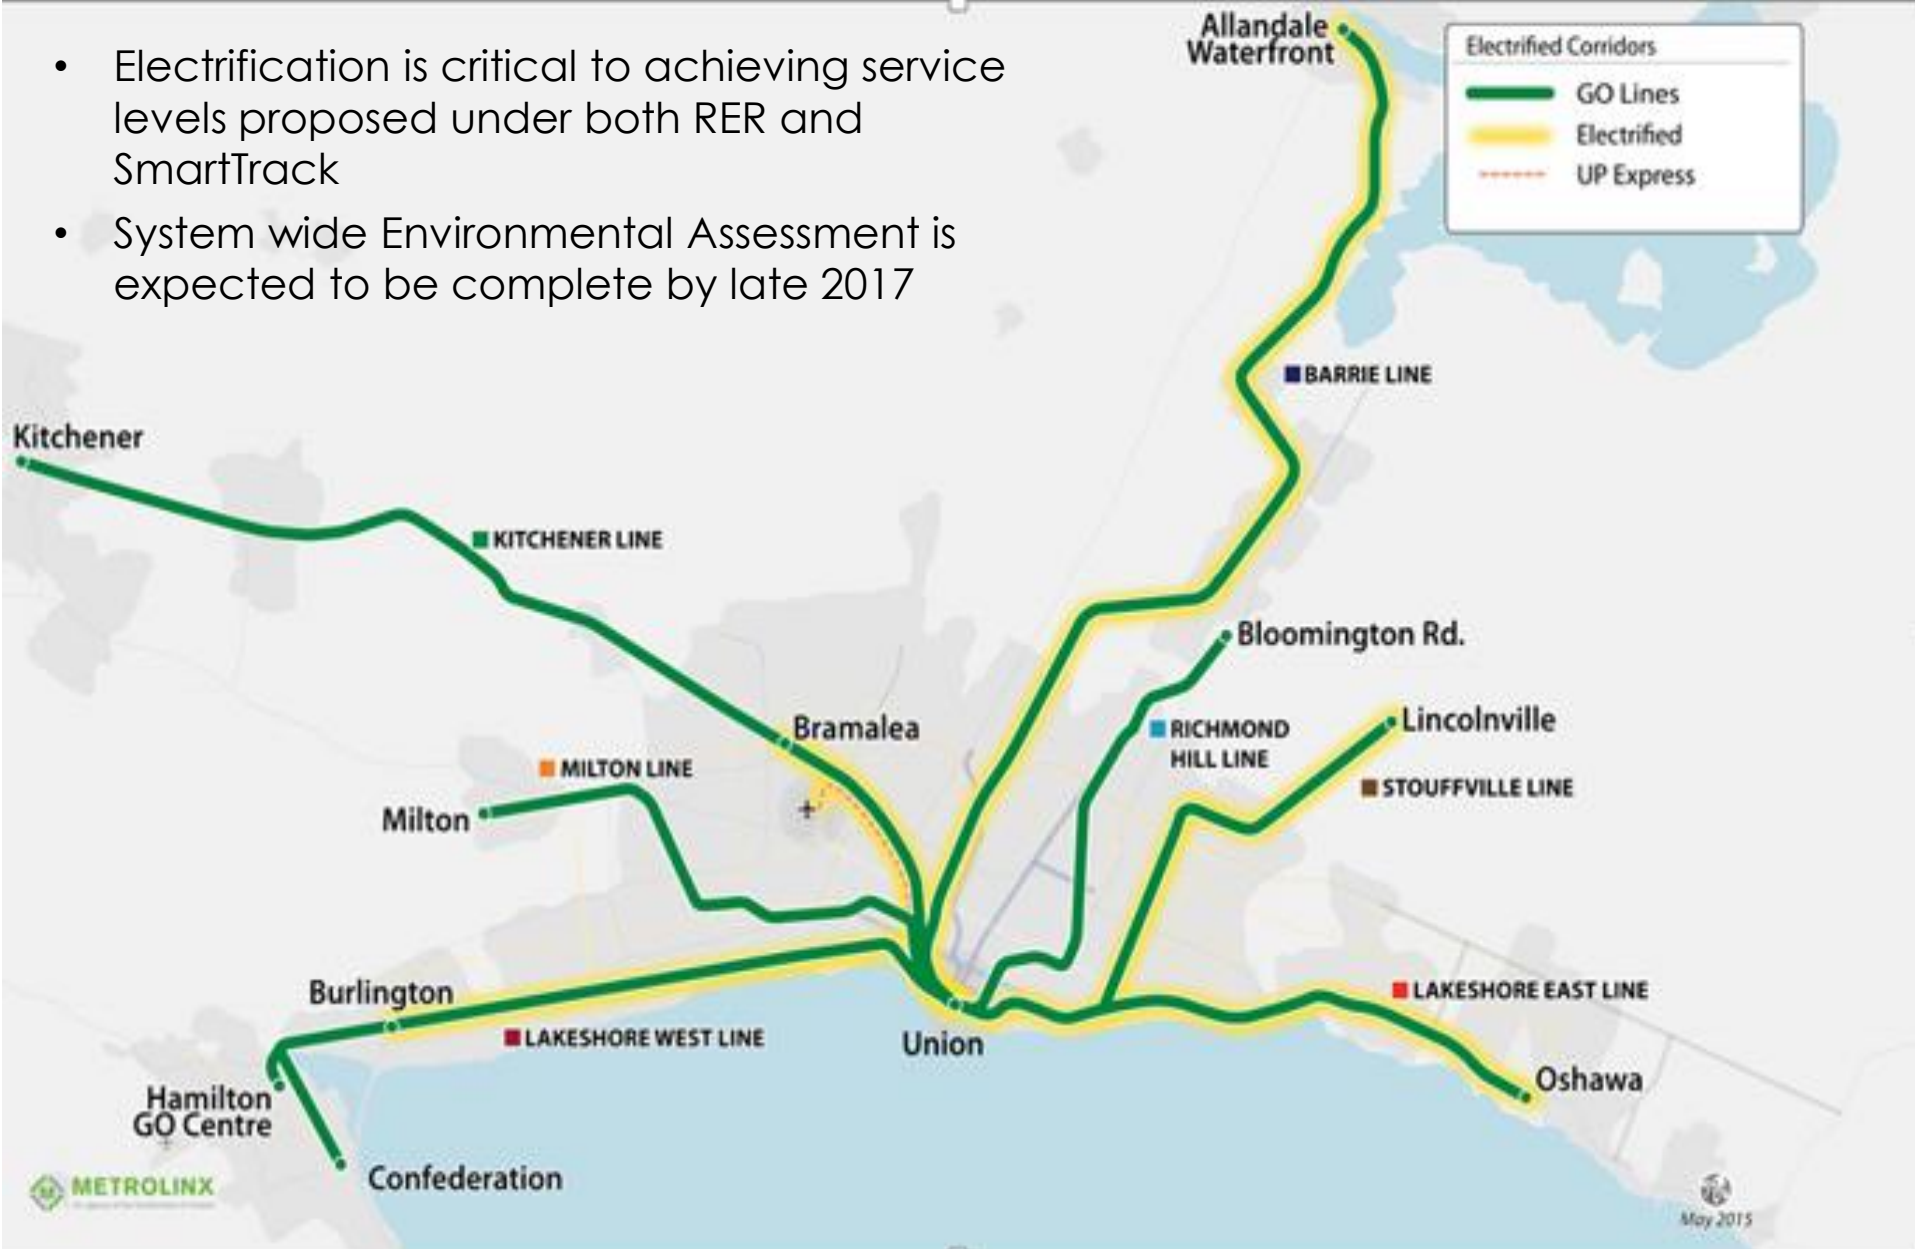 • Electrification is critical to achieving service
levels proposed under both RER and
SmartTrack
• System wide Environmental Assessment is
expected to be complete by late 2017
Allandale
Waterfront
Electrified Corridors
GO Lines
Electrified
UP Express
BARRIE LINE
Kitchener
KITCHENER LINE
Bloomington Rd.
Bramalea
RICHMOND
HILL LINE
Lincolnville
MILTON LINE
STOUFFVILLE LINE
Milton
Burlington
LAKESHORE EAST LINE
LAKESHORE WEST LINE
Union
Oshawa
Hamilton
GO Centre
Confederation
METROLINX
May 2015